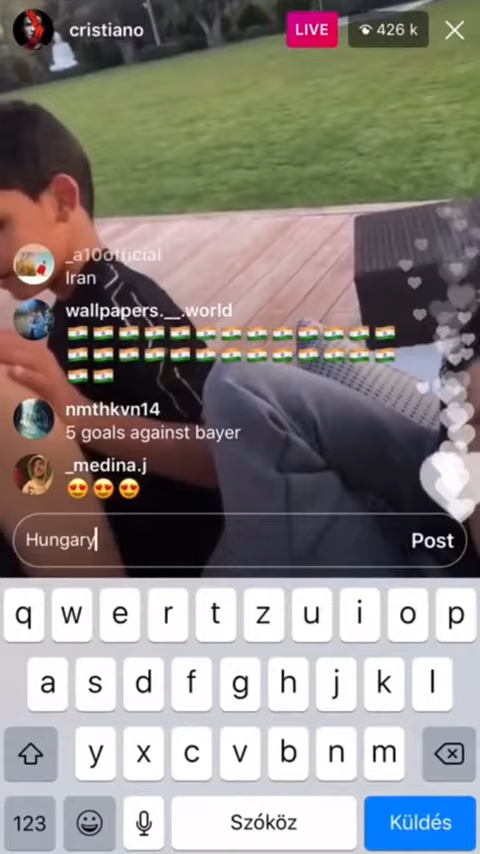 cristiano
LIVE
426 k
_a10official
Iran
wallpapers.__.world
🇮🇳🇮🇳🇮🇳🇮🇳🇮🇳🇮🇳🇮🇳🇮🇳🇮🇳🇮🇳🇮🇳🇮🇳🇮🇳
🇮🇳🇮🇳🇮🇳🇮🇳🇮🇳🇮🇳🇮🇳🇮🇳🇮🇳🇮🇳🇮🇳🇮🇳🇮🇳
🇮🇳🇮🇳
nmthkvn14
5 goals against bayer
_medina.j
😍😍😍
Hungary
Post
q w e r t z u i o p
a s d f g h j k l
y x c v b n m
123
Szóköz
Küldés